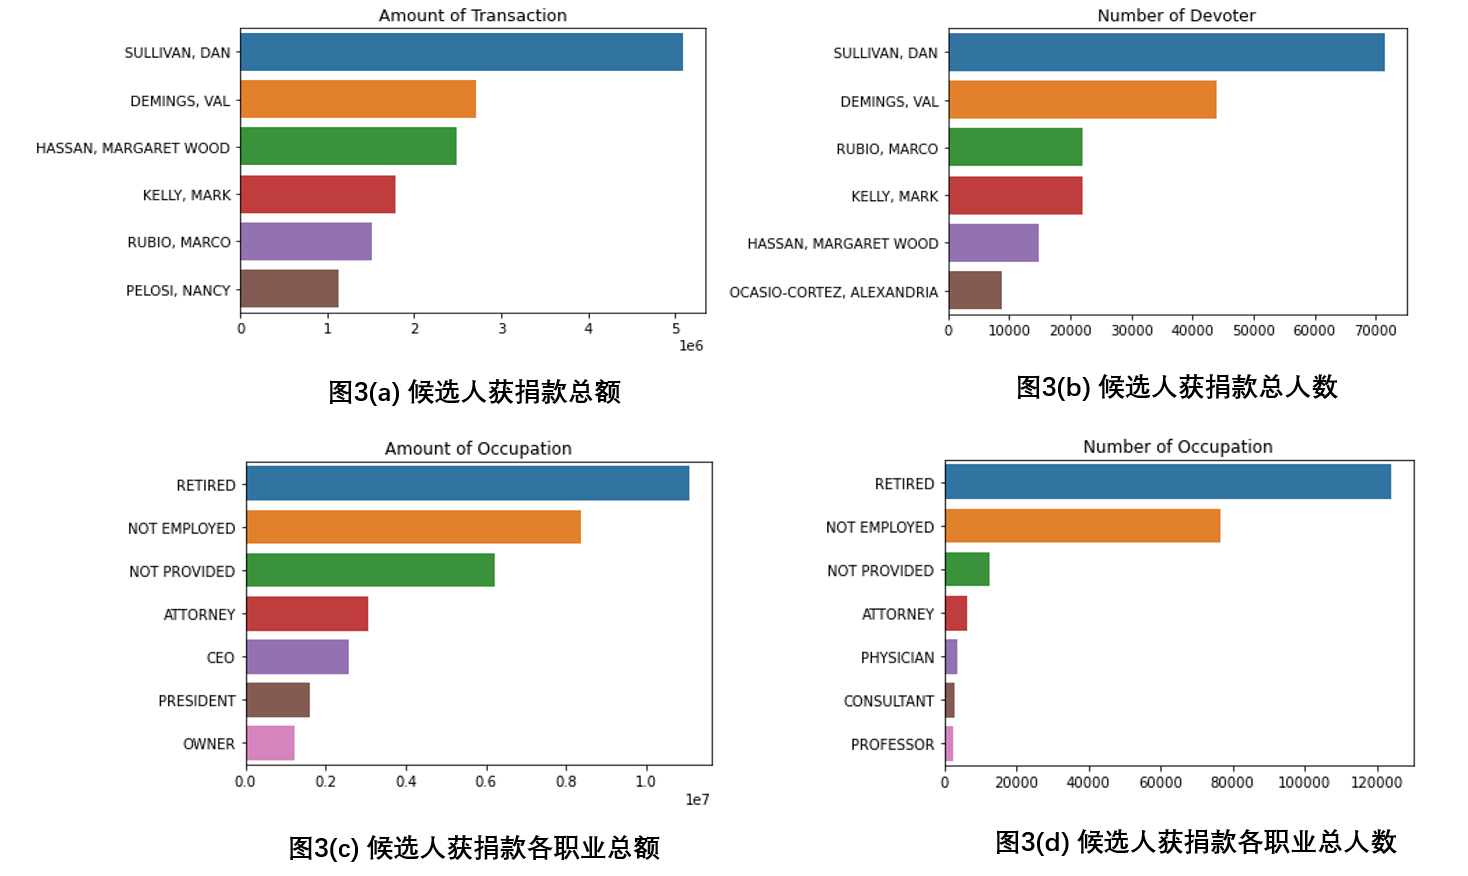 Amount of Transaction
SULLIVAN, DAN
DEMINGS, VAL
HASSAN, MARGARET WOOD
KELLY, MARK
RUBIO, MARCO
PELOSI, NANCY
0 1 2 3 4 5
1e6
图3(a) 候选人获捐款总额
Number of Devoter
SULLIVAN, DAN
DEMINGS, VAL
RUBIO, MARCO
KELLY, MARK
HASSAN, MARGARET WOOD
OCASIO-CORTEZ, ALEXANDRIA
0 10000 20000 30000 40000 50000 60000 70000
图3(b) 候选人获捐款总人数
Amount of Occupation
RETIRED
NOT EMPLOYED
NOT PROVIDED
ATTORNEY
CEO
PRESIDENT
OWNER
0.0 0.2 0.4 0.6 0.8 1.0
1e7
图3(c) 候选人获捐款各职业总额
Number of Occupation
RETIRED
NOT EMPLOYED
NOT PROVIDED
ATTORNEY
PHYSICIAN
CONSULTANT
PROFESSOR
0 20000 40000 60000 80000 100000 120000
图3(d) 候选人获捐款各职业总人数